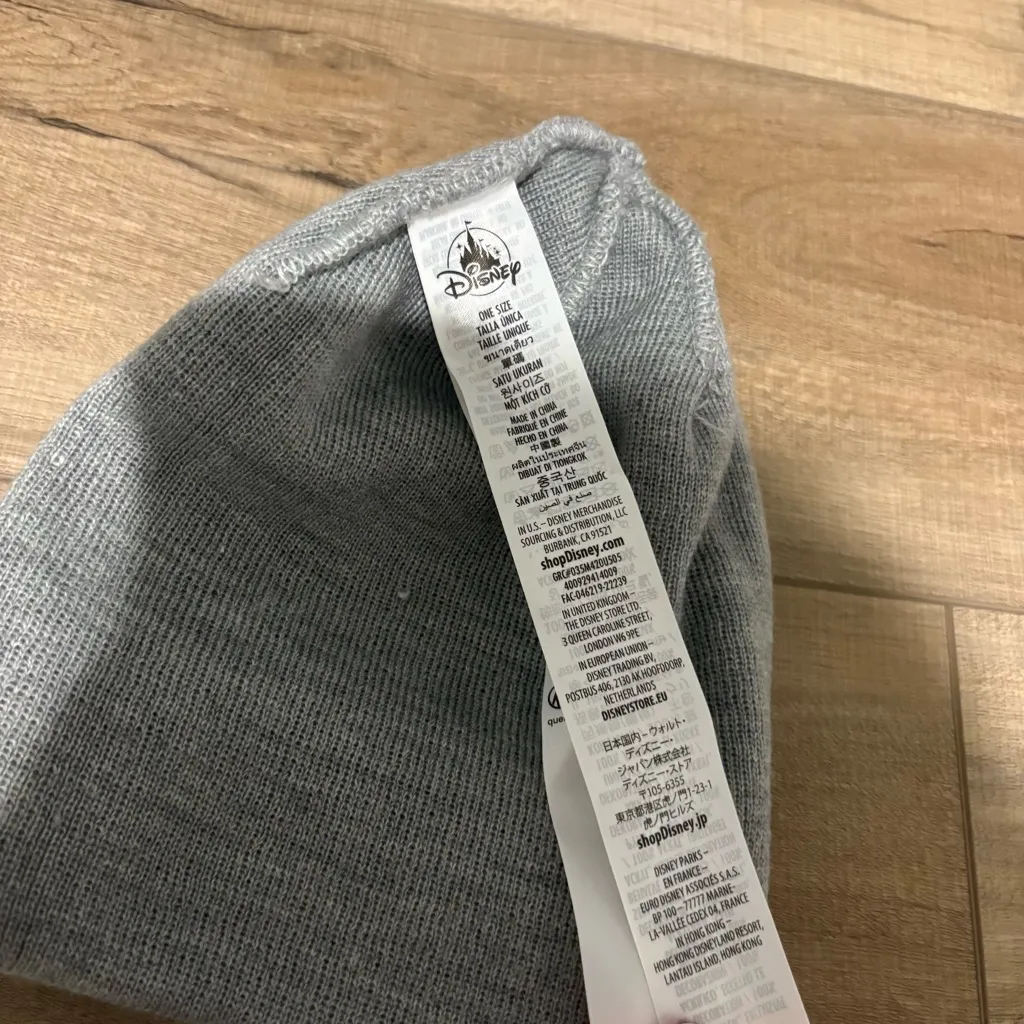 Disney
ONE SIZE
TALLA ÚNICA
TAILLE UNIQUE
ขนาดเดียว
單碼
SATU UKURAN
원사이즈
MỘT KÍCH CỠ
MADE IN CHINA
FABRIQUÉ EN CHINE
HECHO EN CHINA
中國製
ผลิตในประเทศจีน
DIBUAT DI TIONGKOK
중국산
SẢN XUẤT TẠI TRUNG QUỐC
صنع في الصين
IN U.S. – DISNEY MERCHANDISE
SOURCING & DISTRIBUTION, LLC
BURBANK, CA 91521
shopDisney.com
GRC#035M420US05
400929414009
FAC-046219-22239
IN UNITED KINGDOM –
THE DISNEY STORE LTD.
3 QUEEN CAROLINE STREET,
LONDON W6 9PE
IN EUROPEAN UNION –
DISNEY TRADING BV,
POSTBUS 406, 2130 AK HOOFDORP,
NETHERLANDS
DISNEYSTORE.EU
que
日本国内 – ウォルト・
ディズニー・
ジャパン株式会社
ディズニー・ストア
〒105-6355
東京都港区虎ノ門1-23-1
虎ノ門ヒルズ
shopDisney.jp
DISNEY PARKS –
EN FRANCE –
EURO DISNEY ASSOCIÉS S.A.S.
BP 100 – 77777 MARNE-
LA-VALLÉE CEDEX 04, FRANCE
IN HONG KONG –
HONG KONG DISNEYLAND RESORT,
LANTAU ISLAND, HONG KONG